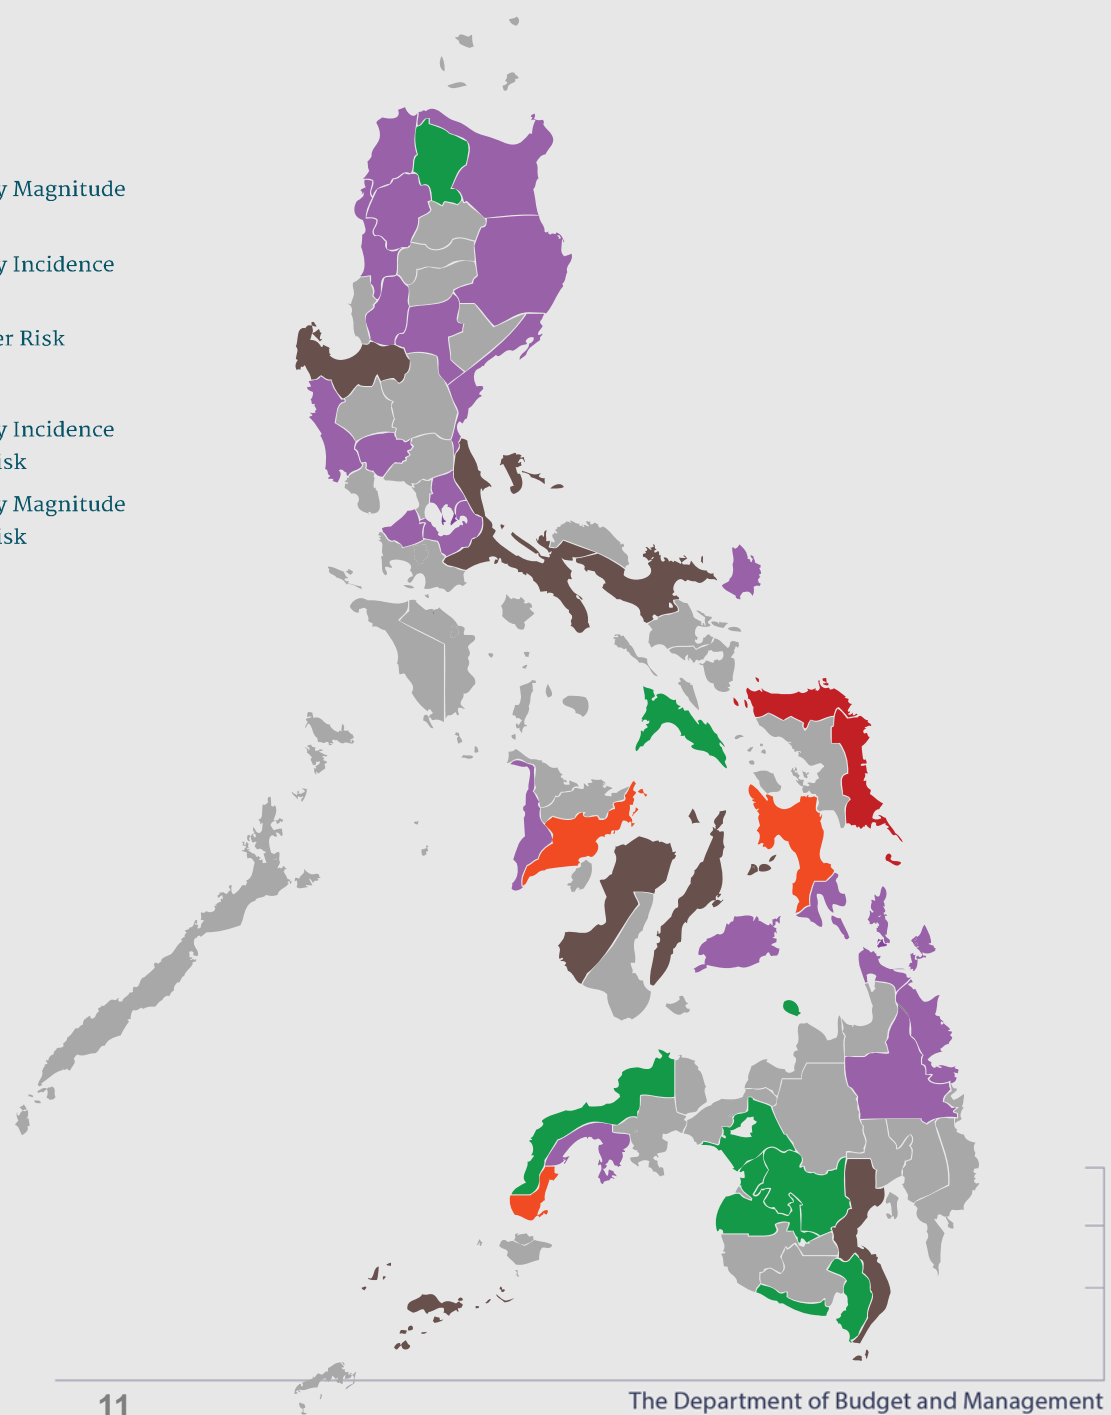 y Magnitude
y Incidence
er Risk
y Incidence
isk
y Magnitude
isk
11
The Department of Budget and Management